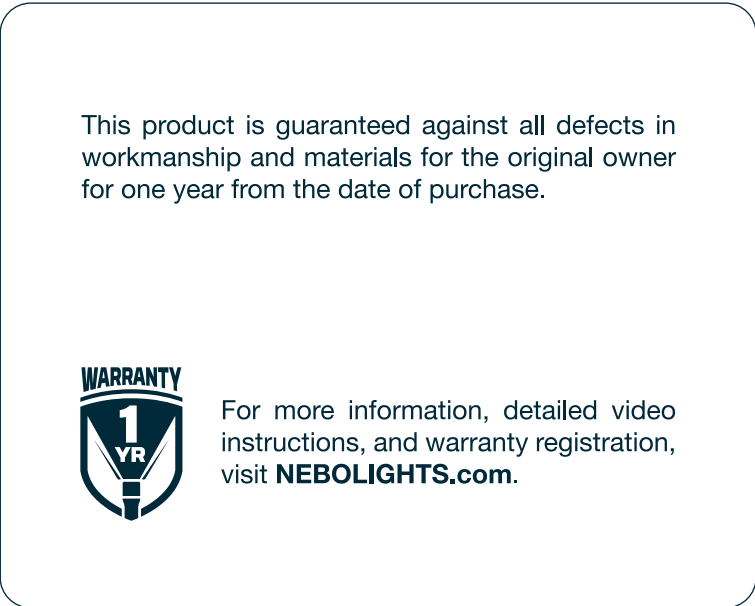 This product is guaranteed against all defects in
workmanship and materials for the original owner
for one year from the date of purchase.
WARRANTY
1
YR
For more information, detailed video
instructions, and warranty registration,
visit NEBOLIGHTS.com.